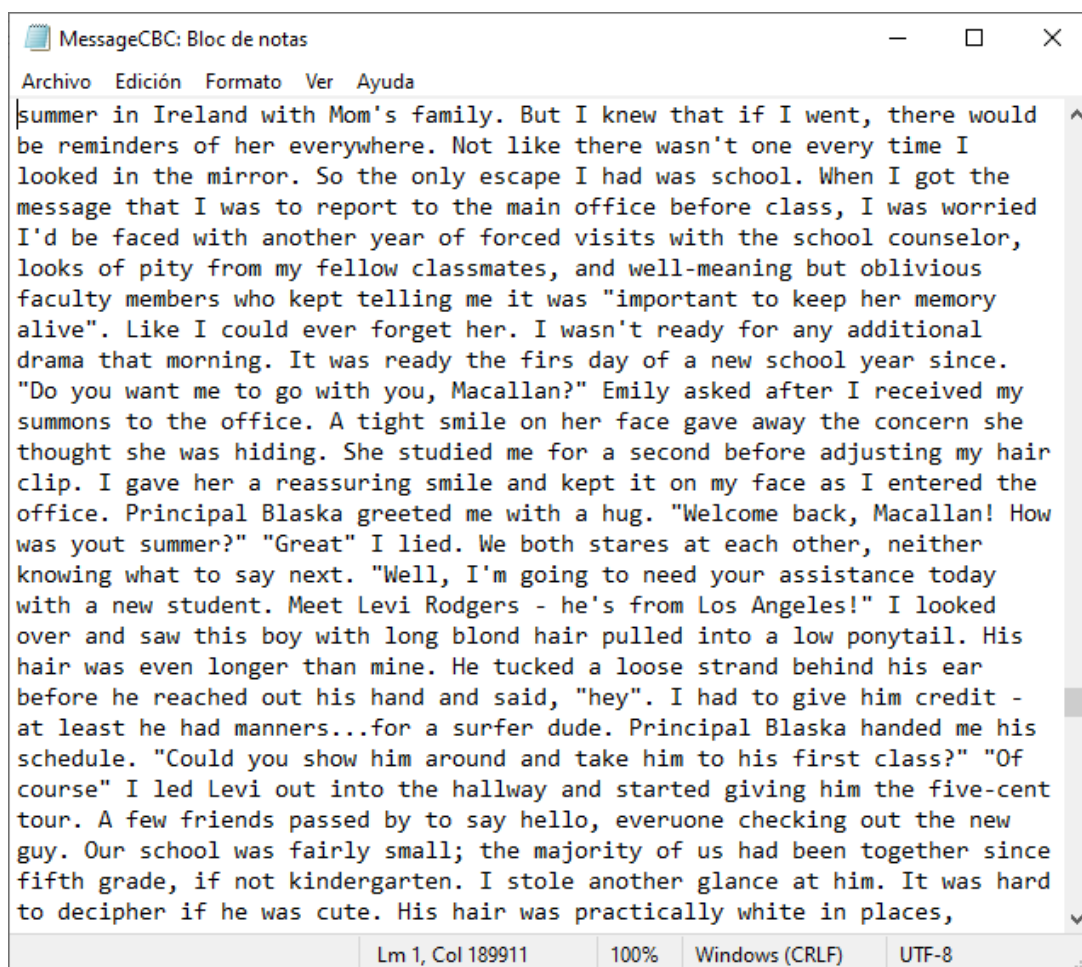 MessageCBC: Bloc de notas
Archivo Edición Formato Ver Ayuda
summer in Ireland with Mom's family. But I knew that if I went, there would
be reminders of her everywhere. Not like there wasn't one every time I
looked in the mirror. So the only escape I had was school. When I got the
message that I was to report to the main office before class, I was worried
I'd be faced with another year of forced visits with the school counselor,
looks of pity from my fellow classmates, and well-meaning but oblivious
faculty members who kept telling me it was "important to keep her memory
alive". Like I could ever forget her. I wasn't ready for any additional
drama that morning. It was ready the firs day of a new school year since.
"Do you want me to go with you, Macallan?" Emily asked after I received my
summons to the office. A tight smile on her face gave away the concern she
thought she was hiding. She studied me for a second before adjusting my hair
clip. I gave her a reassuring smile and kept it on my face as I entered the
office. Principal Blaska greeted me with a hug. "Welcome back, Macallan! How
was yout summer?" "Great" I lied. We both stares at each other, neither
knowing what to say next. "Well, I'm going to need your assistance today
with a new student. Meet Levi Rodgers - he's from Los Angeles!" I looked
over and saw this boy with long blond hair pulled into a low ponytail. His
hair was even longer than mine. He tucked a loose strand behind his ear
before he reached out his hand and said, "hey". I had to give him credit -
at least he had manners...for a surfer dude. Principal Blaska handed me his
schedule. "Could you show him around and take him to his first class?" "Of
course" I led Levi out into the hallway and started giving him the five-cent
tour. A few friends passed by to say hello, everuone checking out the new
guy. Our school was fairly small; the majority of us had been together since
fifth grade, if not kindergarten. I stole another glance at him. It was hard
to decipher if he was cute. His hair was practically white in places,
Lm 1, Col 189911 100% Windows (CRLF) UTF-8